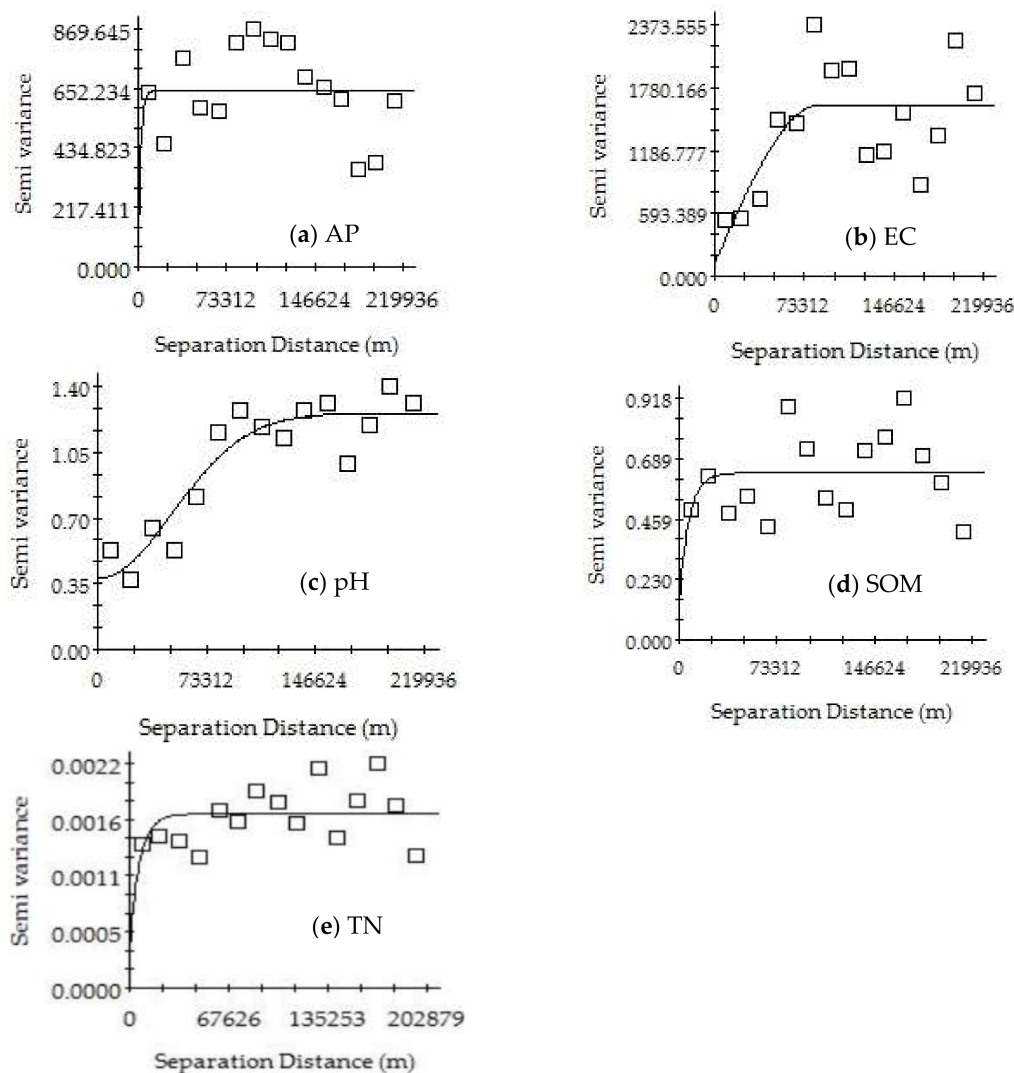 869.645
652.234
434.823
217.411
0.000
Semi variance
(a) AP
0 73312 146624 219936
Separation Distance (m)
2373.555
1780.166
1186.777
593.389
0.000
Semi variance
(b) EC
0 73312 146624 219936
Separation Distance (m)
1.40
1.05
0.70
0.35
0.00
Semi variance
(c) pH
0 73312 146624 219936
Separation Distance (m)
0.918
0.689
0.459
0.230
0.000
Semi variance
(d) SOM
0 73312 146624 219936
Separation Distance (m)
0.0022
0.0016
0.0011
0.0005
0.0000
Semi variance
(e) TN
0 67626 135253 202879
Separation Distance (m)